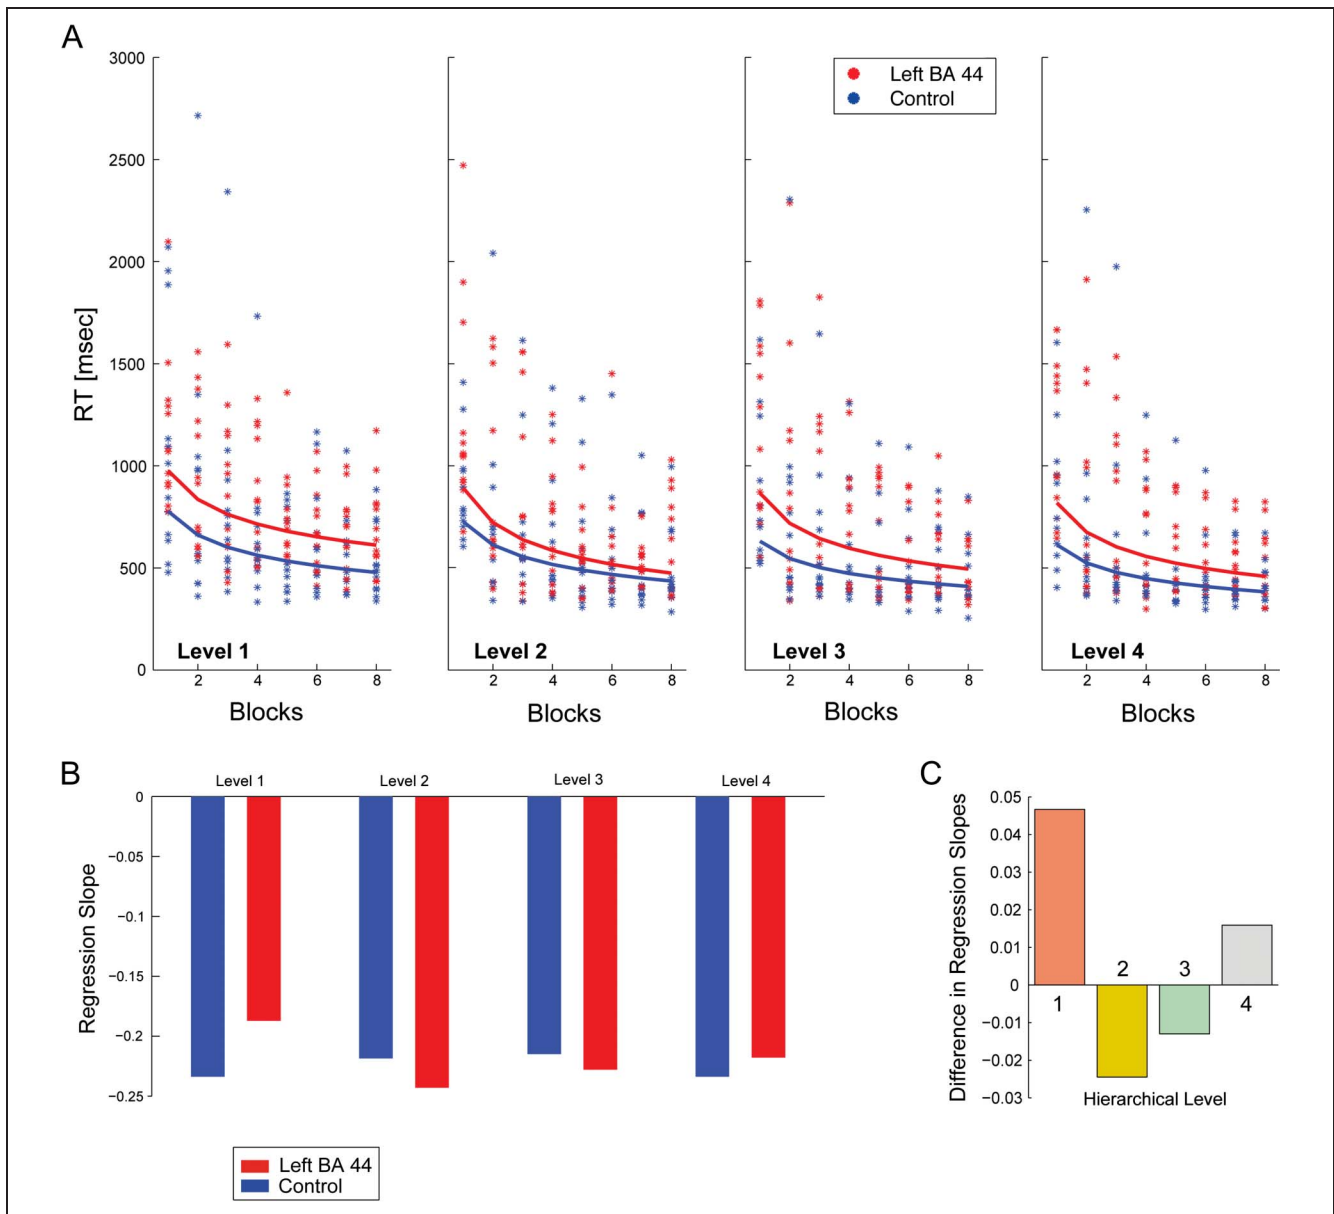 A
3000
2500
2000
1500
1000
500
0
RT [msec]
Left BA 44
Control
Level 1
Level 2
Level 3
Level 4
2 4 6 8
2 4 6 8
2 4 6 8
2 4 6 8
Blocks
Blocks
Blocks
Blocks
B
Level 1
Level 2
Level 3
Level 4
0
−0.05
−0.1
−0.15
−0.2
−0.25
Regression Slope
Left BA 44
Control
C
0.05
0.04
0.03
0.02
0.01
0
−0.01
−0.02
−0.03
Difference in Regression Slopes
1
2
3
4
Hierarchical Level